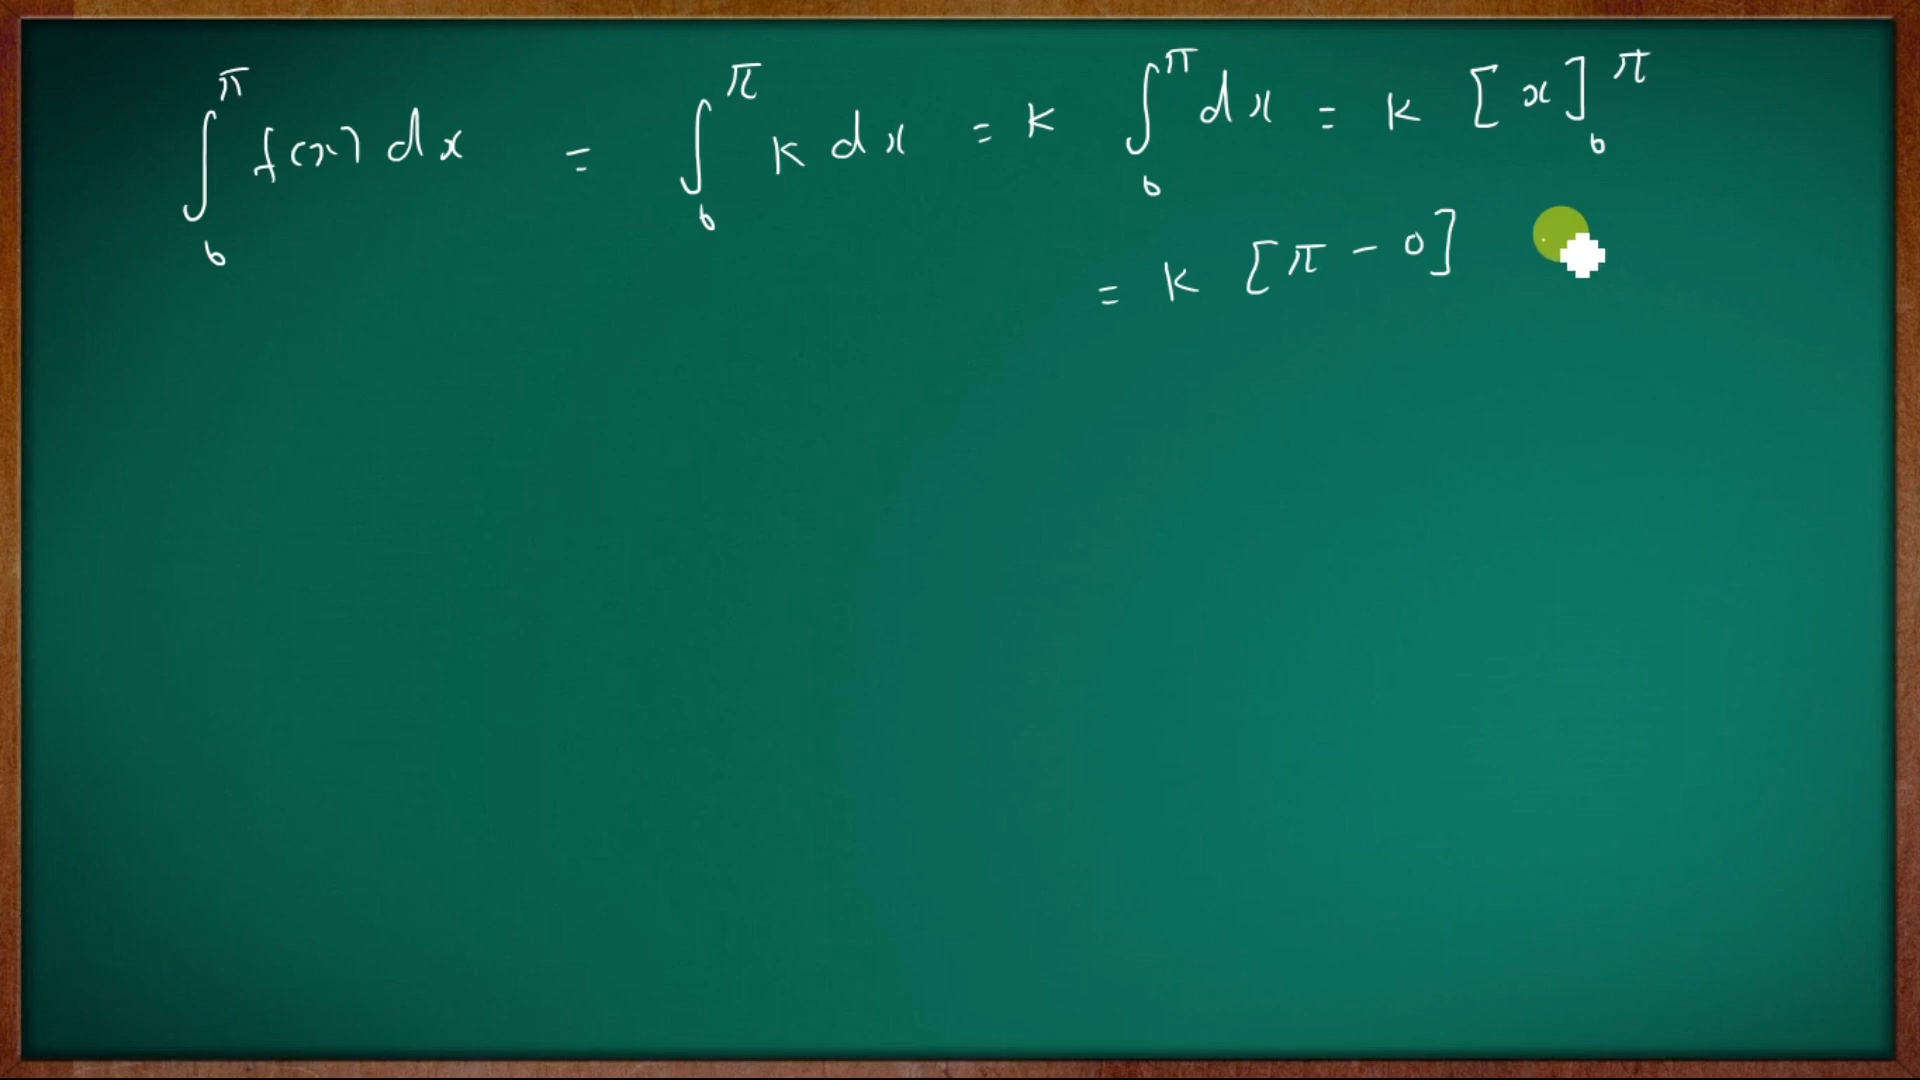 ∫₀^π f(x) dx = ∫₀^π k dx = k ∫₀^π dx = k [x]₀^π
= k [π - 0]